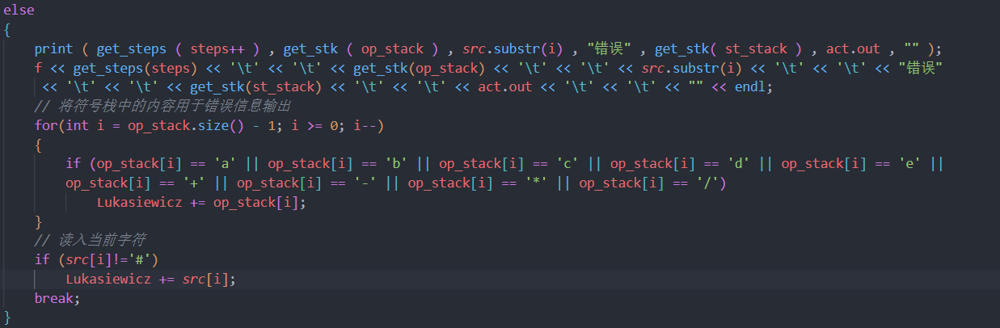 else
{
print ( get_steps ( steps++ ) , get_stk ( op_stack ) , src.substr(i) , "错误" , get_stk( st_stack ) , act.out , "" );
f << get_steps(steps) << '\t' << '\t' << get_stk(op_stack) << '\t' << '\t' << src.substr(i) << '\t' << '\t' << "错误"
<< '\t' << '\t' << get_stk(st_stack) << '\t' << '\t' << act.out << '\t' << '\t' << "" << endl;
// 将符号栈中的内容用于错误信息输出
for(int i = op_stack.size() - 1; i >= 0; i--)
{
if (op_stack[i] == 'a' || op_stack[i] == 'b' || op_stack[i] == 'c' || op_stack[i] == 'd' || op_stack[i] == 'e' ||
op_stack[i] == '+' || op_stack[i] == '-' || op_stack[i] == '*' || op_stack[i] == '/')
Lukasiewicz += op_stack[i];
}
// 读入当前字符
if (src[i]!='#')
Lukasiewicz += src[i];
break;
}